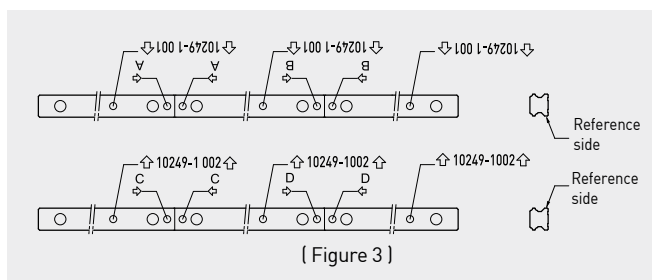 ⇧10249-1 001⇧ ⇧10249-1 001⇧ ⇧10249-1 001⇧
A A B B
Reference
side
⇧10249-1 002⇧ ⇧10249-1002⇧ ⇧10249-1002⇧
C C D D
Reference
side
( Figure 3 )